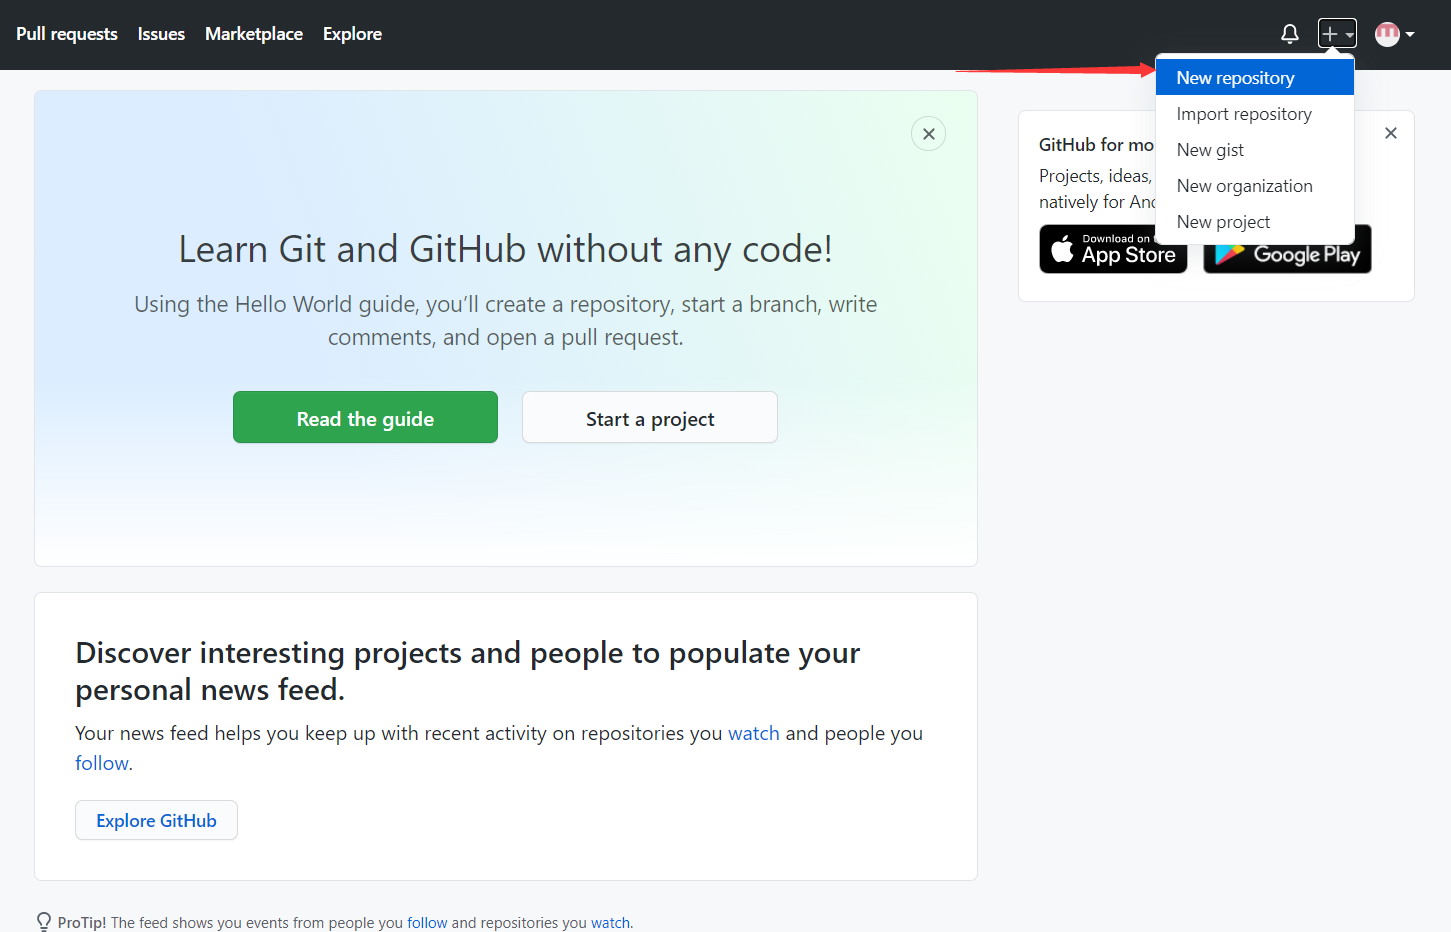 Pull requests Issues Marketplace Explore
New repository
Import repository
New gist
New organization
New project
GitHub for mo
Projects, ideas,
natively for And
Download on t
App Store
Google Play
Learn Git and GitHub without any code!
Using the Hello World guide, you’ll create a repository, start a branch, write
comments, and open a pull request.
Read the guide
Start a project
Discover interesting projects and people to populate your
personal news feed.
Your news feed helps you keep up with recent activity on repositories you watch and people you
follow.
Explore GitHub
ProTip! The feed shows you events from people you follow and repositories you watch.